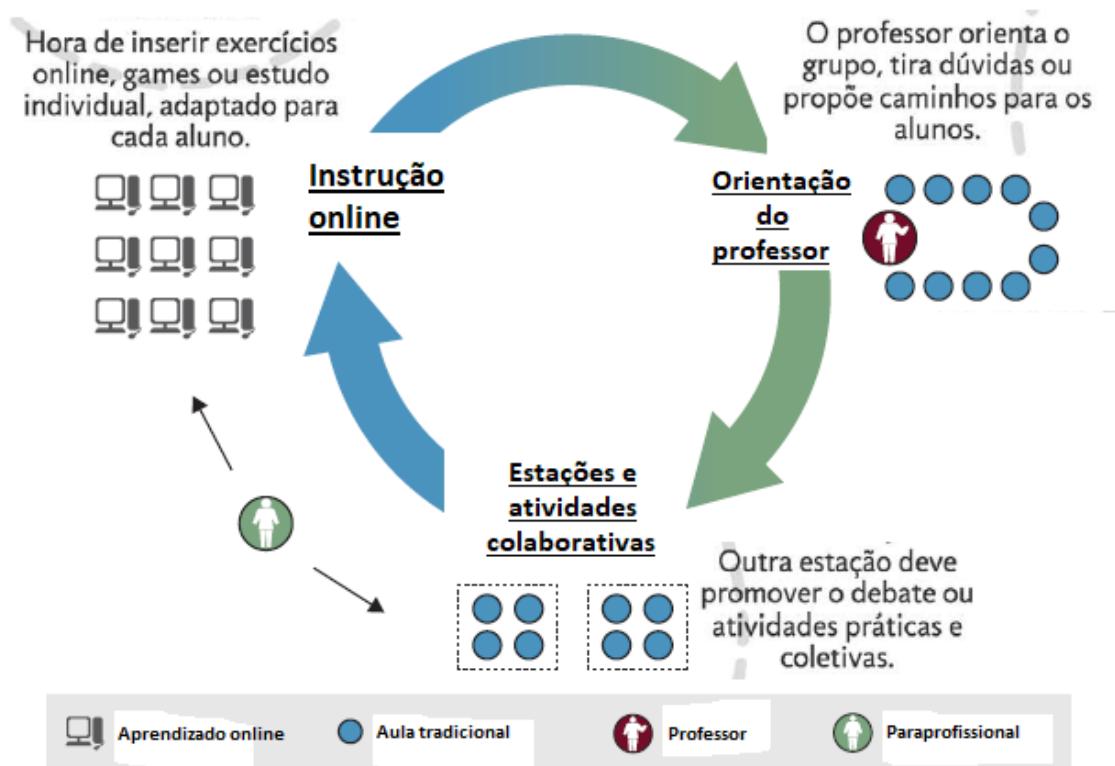 Hora de inserir exercícios
online, games ou estudo
individual, adaptado para
cada aluno.
O professor orienta o
grupo, tira dúvidas ou
propõe caminhos para os
alunos.
Instrução
online
Orientação
do
professor
Estações e
atividades
colaborativas
Outra estação deve
promover o debate ou
atividades práticas e
coletivas.
Aprendizado online
Aula tradicional
Professor
Paraprofissional